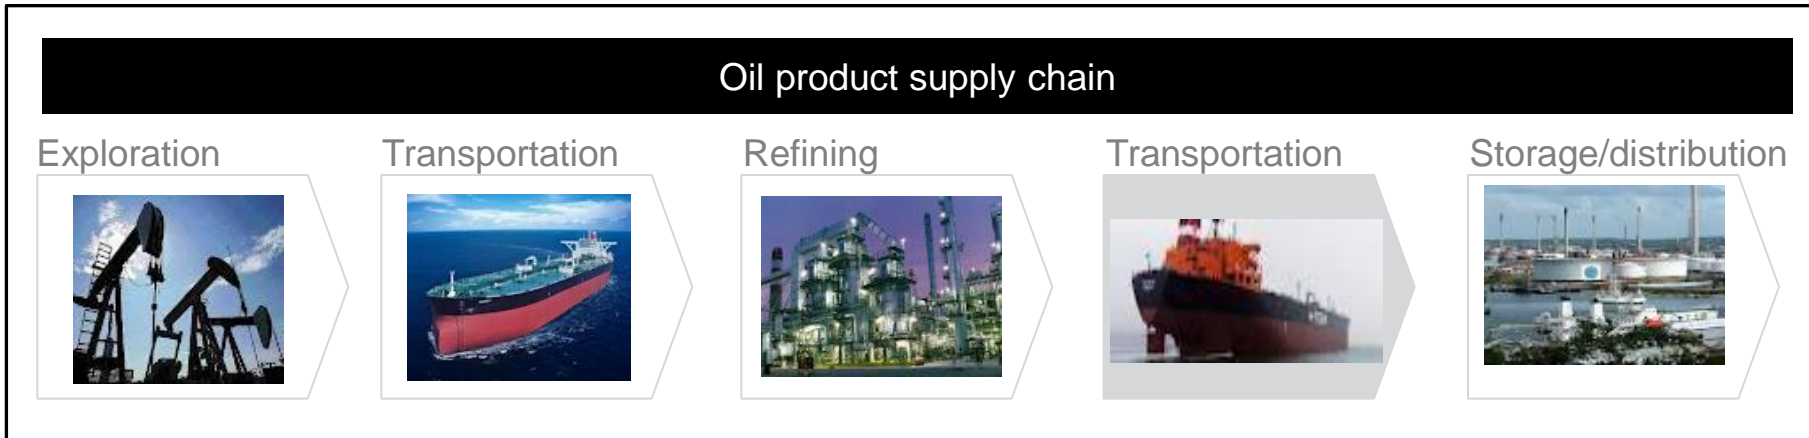 Oil product supply chain
Exploration
Transportation
Refining
Transportation
Storage/distribution